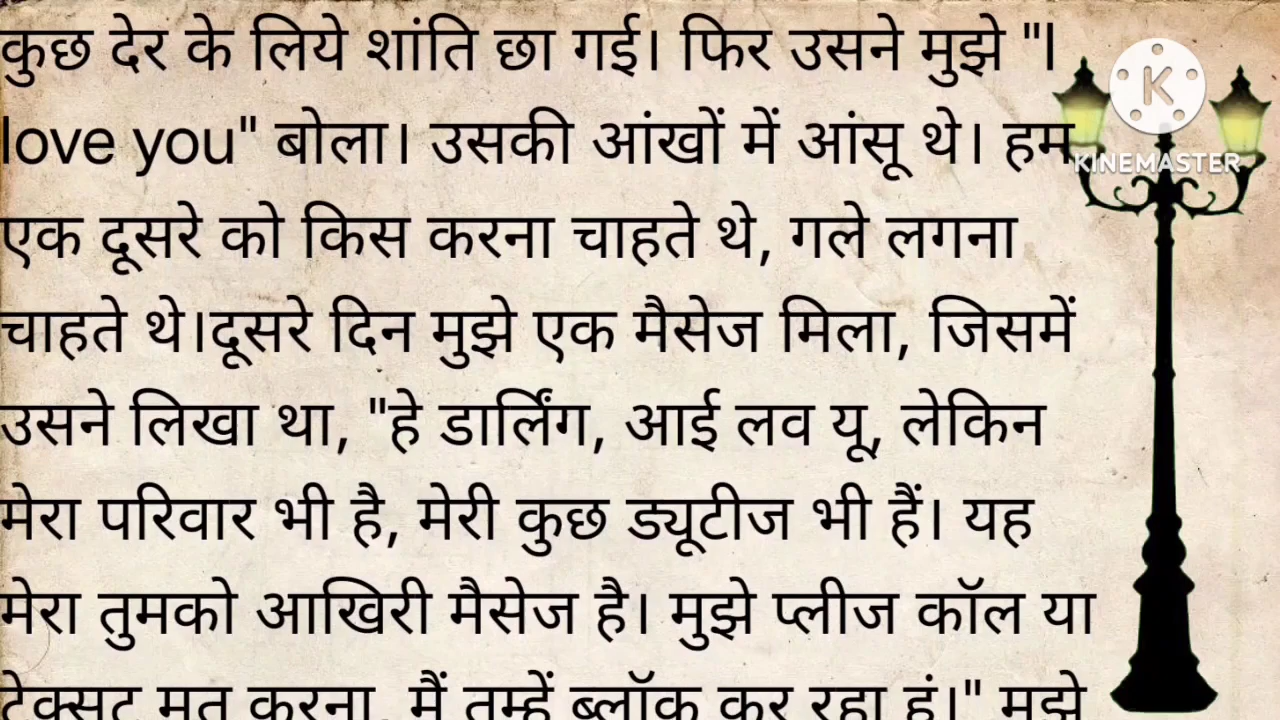 कुछ देर के लिये शांति छा गई। फिर उसने मुझे "I
love you" बोला। उसकी आंखों में आंसू थे। हम
एक दूसरे को किस करना चाहते थे, गले लगना
चाहते थे।दूसरे दिन मुझे एक मैसेज मिला, जिसमें
उसने लिखा था, "हे डार्लिंग, आई लव यू, लेकिन
मेरा परिवार भी है, मेरी कुछ ड्यूटीज भी हैं। यह
मेरा तुमको आखिरी मैसेज है। मुझे प्लीज कॉल या
टेक्सट मत करना, मैं तुम्हें ब्लॉक कर रहा हूं।" मुझे
K
KINEMASTER